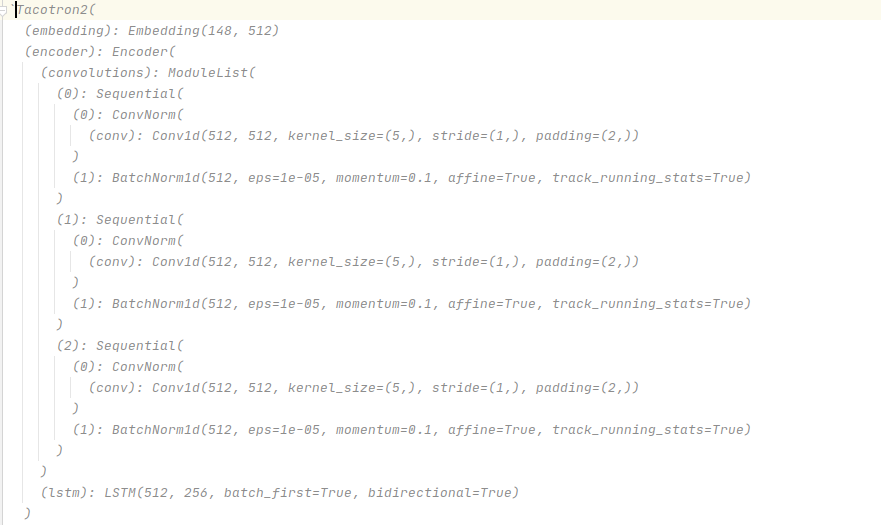 `Tacotron2(
(embedding): Embedding(148, 512)
(encoder): Encoder(
(convolutions): ModuleList(
(0): Sequential(
(0): ConvNorm(
(conv): Conv1d(512, 512, kernel_size=(5,), stride=(1,), padding=(2,))
)
(1): BatchNorm1d(512, eps=1e-05, momentum=0.1, affine=True, track_running_stats=True)
)
(1): Sequential(
(0): ConvNorm(
(conv): Conv1d(512, 512, kernel_size=(5,), stride=(1,), padding=(2,))
)
(1): BatchNorm1d(512, eps=1e-05, momentum=0.1, affine=True, track_running_stats=True)
)
(2): Sequential(
(0): ConvNorm(
(conv): Conv1d(512, 512, kernel_size=(5,), stride=(1,), padding=(2,))
)
(1): BatchNorm1d(512, eps=1e-05, momentum=0.1, affine=True, track_running_stats=True)
)
)
(lstm): LSTM(512, 256, batch_first=True, bidirectional=True)
)